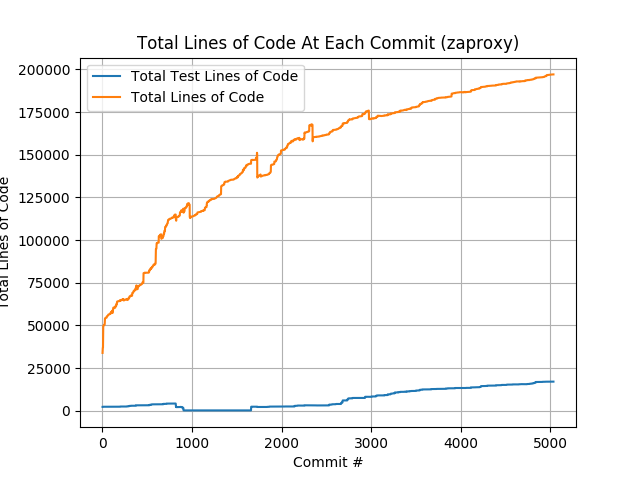 Total Lines of Code At Each Commit (zaproxy)
Total Test Lines of Code
Total Lines of Code
200000
175000
150000
125000
100000
75000
50000
25000
0
Total Lines of Code
0 1000 2000 3000 4000 5000
Commit #